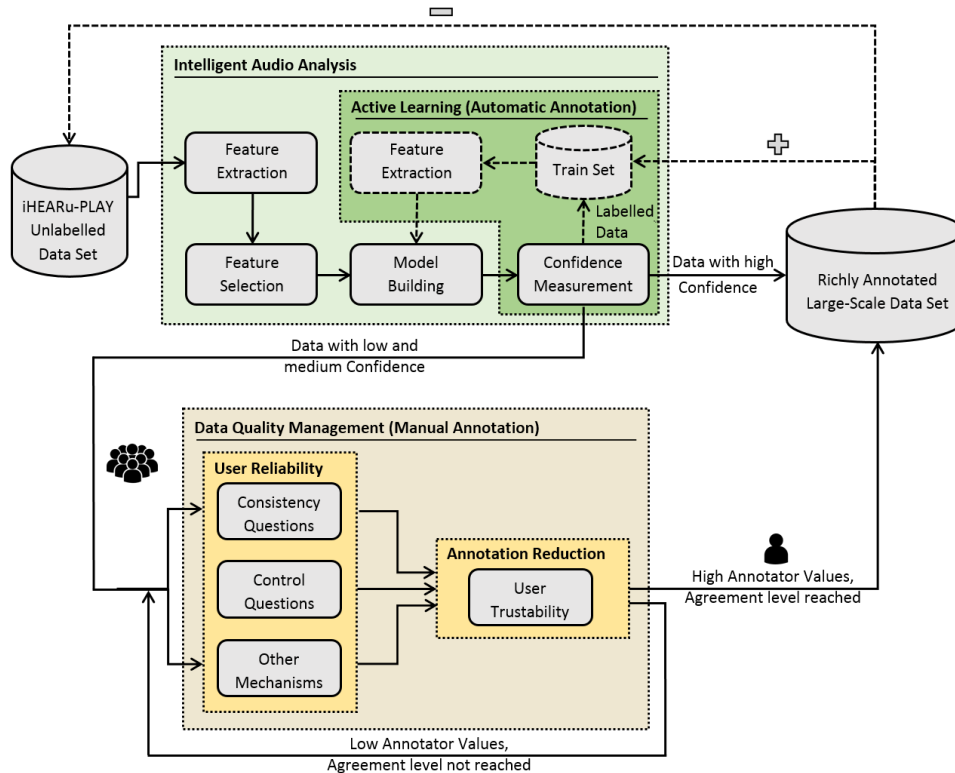 Intelligent Audio Analysis
Active Learning (Automatic Annotation)
Feature
Extraction
Feature
Extraction
Train Set
iHEARu-PLAY
Unlabelled
Data Set
Labelled
Data
Feature
Selection
Model
Building
Confidence
Measurement
Data with high
Confidence
Richly Annotated
Large-Scale Data Set
Data with low and
medium Confidence
Data Quality Management (Manual Annotation)
User Reliability
Consistency
Questions
Control
Questions
Other
Mechanisms
Annotation Reduction
User
Trustability
High Annotator Values,
Agreement level reached
Low Annotator Values,
Agreement level not reached